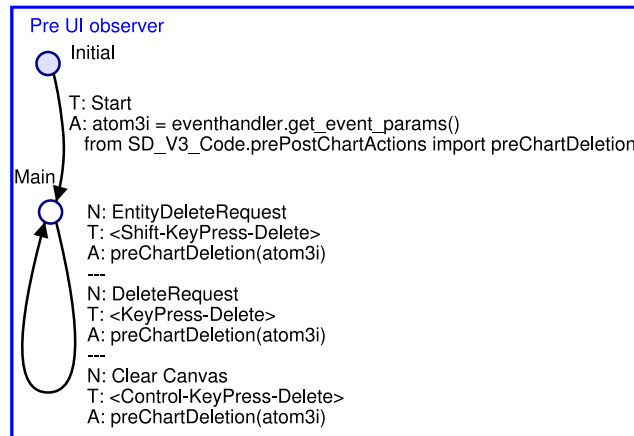 Pre UI observer
Initial
T: Start
A: atom3i = eventhandler.get_event_params()
from SD_V3_Code.prePostChartActions import preChartDeletion
Main
N: EntityDeleteRequest
T: <Shift-KeyPress-Delete>
A: preChartDeletion(atom3i)
---
N: DeleteRequest
T: <KeyPress-Delete>
A: preChartDeletion(atom3i)
---
N: Clear Canvas
T: <Control-KeyPress-Delete>
A: preChartDeletion(atom3i)